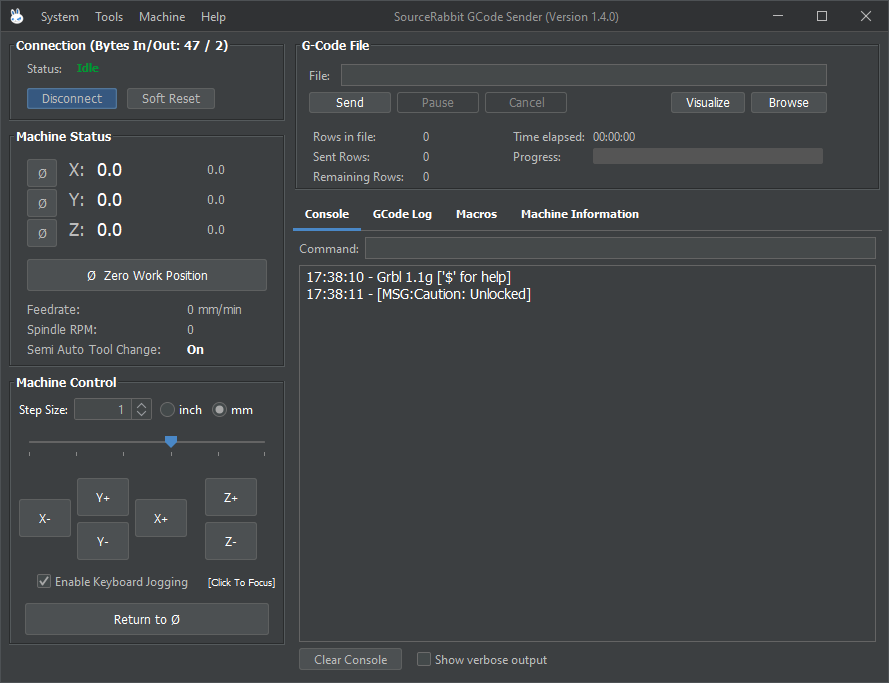 System Tools Machine Help SourceRabbit GCode Sender (Version 1.4.0)
Connection (Bytes In/Out: 47 / 2)
Status: Idle
Disconnect Soft Reset
Machine Status
Ø X: 0.0 0.0
Ø Y: 0.0 0.0
Ø Z: 0.0 0.0
Ø Zero Work Position
Feedrate: 0 mm/min
Spindle RPM: 0
Semi Auto Tool Change: On
Machine Control
Step Size: 1 inch mm
Y+ Z+
X- X+
Y- Z-
Enable Keyboard Jogging [Click To Focus]
Return to Ø
G-Code File
File:
Send Pause Cancel Visualize Browse
Rows in file: 0 Time elapsed: 00:00:00
Sent Rows: 0 Progress:
Remaining Rows: 0
Console GCode Log Macros Machine Information
Command:
17:38:10 - Grbl 1.1g ['$' for help]
17:38:11 - [MSG:Caution: Unlocked]
Clear Console Show verbose output